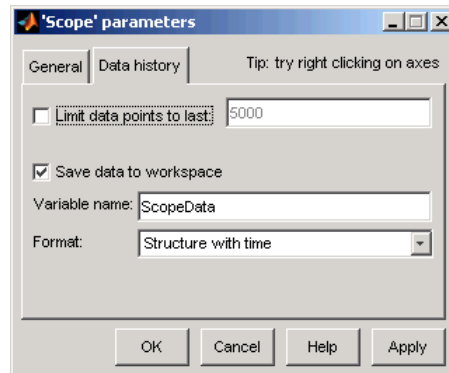 'Scope' parameters
General Data history Tip: try right clicking on axes
Limit data points to last: 5000
Save data to workspace
Variable name: ScopeData
Format: Structure with time
OK Cancel Help Apply